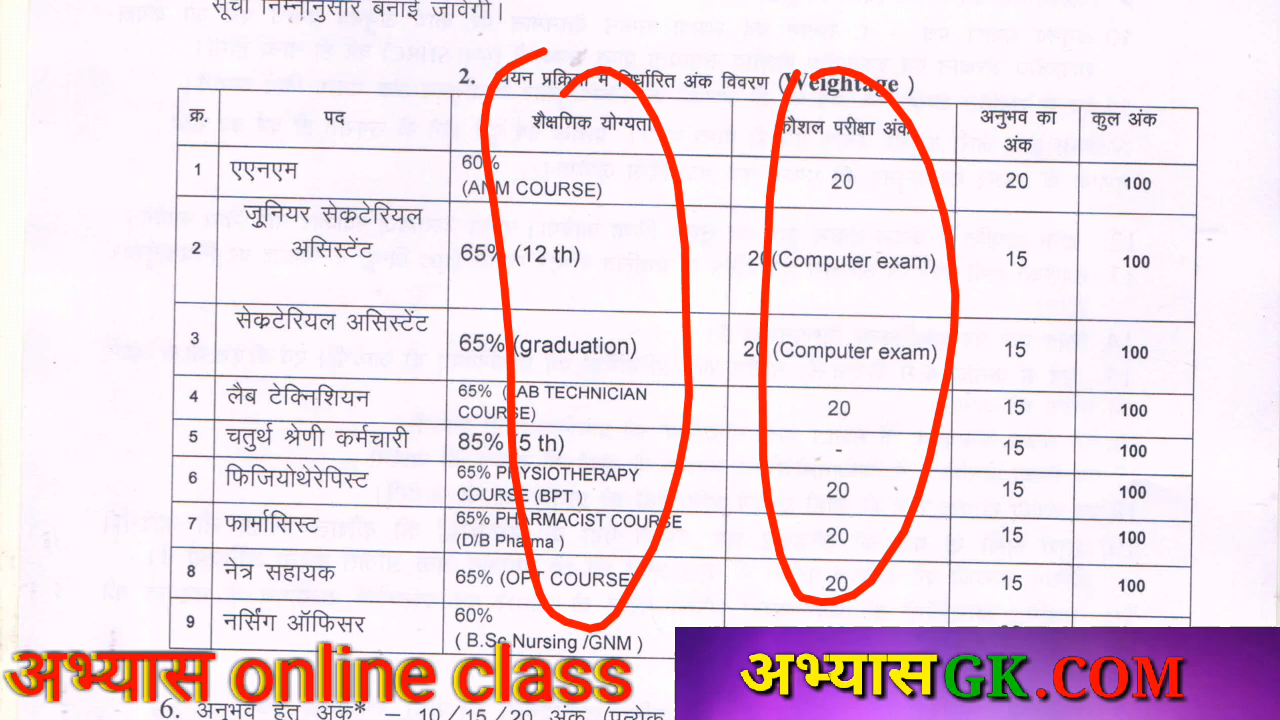 सूची निम्नानुसार बनाई जावेगी।
2. चयन प्रक्रिया में निर्धारित अंक विवरण (Weightage )
क्र. पद शैक्षणिक योग्यता कौशल परीक्षा अंक अनुभव का अंक कुल अंक
1 एएनएम 60% (ANM COURSE) 20 20 100
जूनियर सेकटेरियल असिस्टेंट 65% (12 th) 20(Computer exam) 15 100
3 सेकटेरियल असिस्टेंट 65% (graduation) 20 (Computer exam) 15 100
4 लैब टेक्निशियन 65% (LAB TECHNICIAN COURSE) 20 15 100
5 चतुर्थ श्रेणी कर्मचारी 85% (5 th) - 15 100
6 फिजियोथेरेपिस्ट 65% PHYSIOTHERAPY COURSE (BPT ) 20 15 100
7 फार्मासिस्ट 65% PHARMACIST COURSE (D/B Pharma) 20 15 100
8 नेत्र सहायक 65% (OPT COURSE) 20 15 100
9 नर्सिंग ऑफिसर 60% ( B.Sc Nursing /GNM )
अभ्यास online class
अभ्यासGK.COM
6. अनुभव हेतु अंक* – 10/15/20 अंक (प्रत्येक